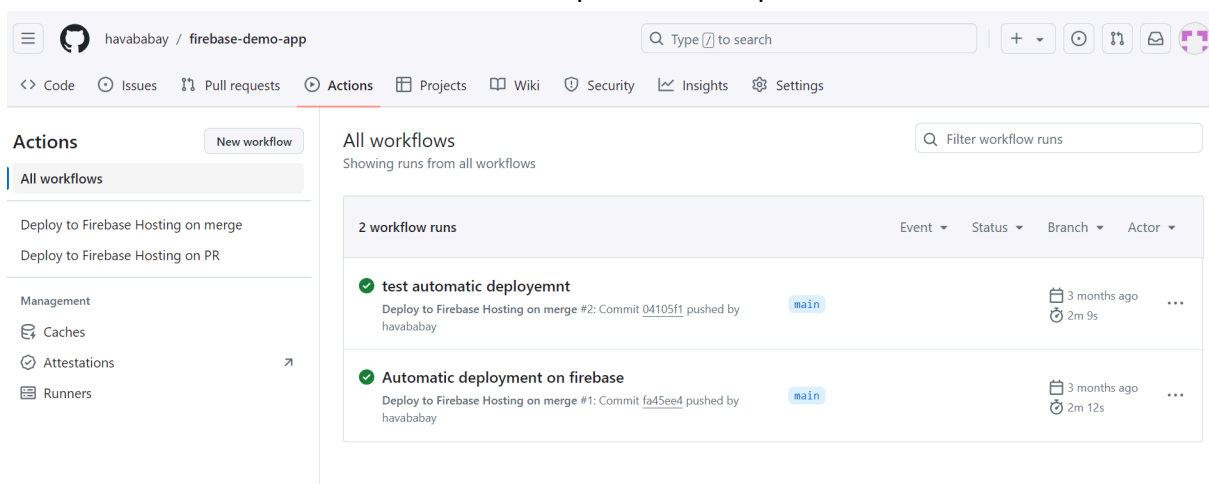 havababay / firebase-demo-app
Type / to search
Code Issues Pull requests Actions Projects Wiki Security Insights Settings
Actions
New workflow
All workflows
Deploy to Firebase Hosting on merge
Deploy to Firebase Hosting on PR
Management
Caches
Attestations
Runners
All workflows
Showing runs from all workflows
Filter workflow runs
2 workflow runs
Event Status Branch Actor
test automatic deployemnt
Deploy to Firebase Hosting on merge #2: Commit 04105f1 pushed by
havababay
main
3 months ago
2m 9s
Automatic deployment on firebase
Deploy to Firebase Hosting on merge #1: Commit fa45ee4 pushed by
havababay
main
3 months ago
2m 12s